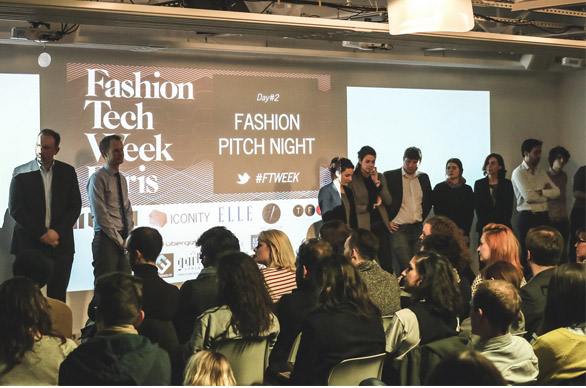 Fashion
Tech
Week
Paris
Day#2
FASHION
PITCH NIGHT
#FTWEEK
ICONITY
ELLE